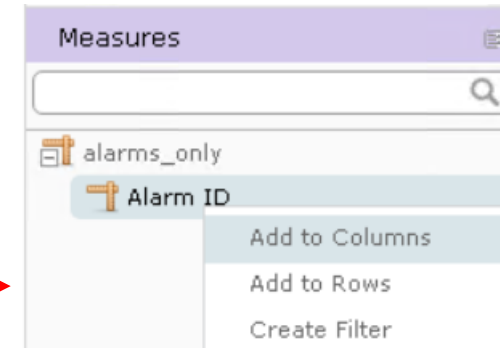 Measures
alarms_only
Alarm ID
Add to Columns
Add to Rows
Create Filter